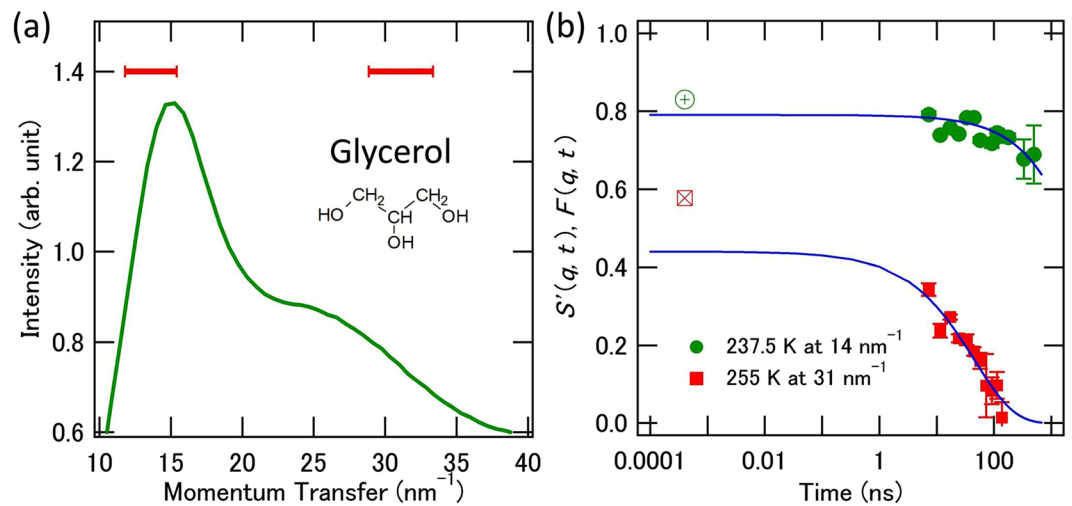 (a)
1.4
1.2
1.0
0.8
0.6
Intensity (arb. unit)
10 15 20 25 30 35 40
Momentum Transfer (nm⁻¹)
Glycerol
CH₂ CH₂
HO CH OH
OH
(b)
1.0
0.8
0.6
0.4
0.2
0.0
S'(q, t), F(q, t)
237.5 K at 14 nm⁻¹
255 K at 31 nm⁻¹
0.0001 0.01 1 100
Time (ns)